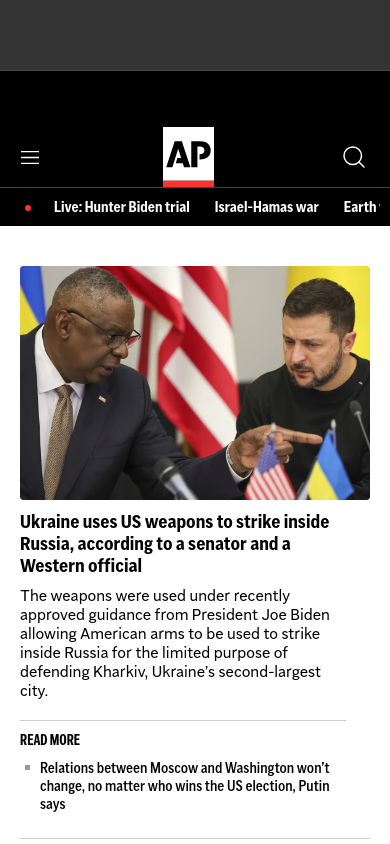 AP
Live: Hunter Biden trial Israel-Hamas war Earth
Ukraine uses US weapons to strike inside
Russia, according to a senator and a
Western official
The weapons were used under recently
approved guidance from President Joe Biden
allowing American arms to be used to strike
inside Russia for the limited purpose of
defending Kharkiv, Ukraine’s second-largest
city.
READ MORE
Relations between Moscow and Washington won’t
change, no matter who wins the US election, Putin
says